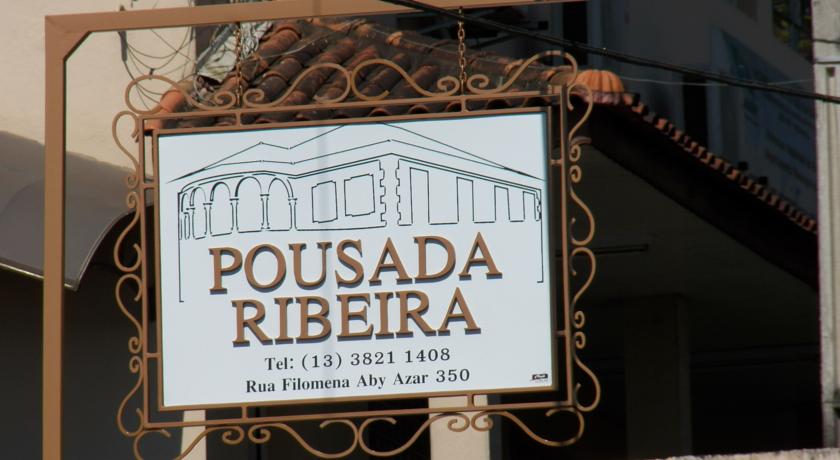 POUSADA
RIBEIRA
Tel: (13) 3821 1408
Rua Filomena Aby Azar 350